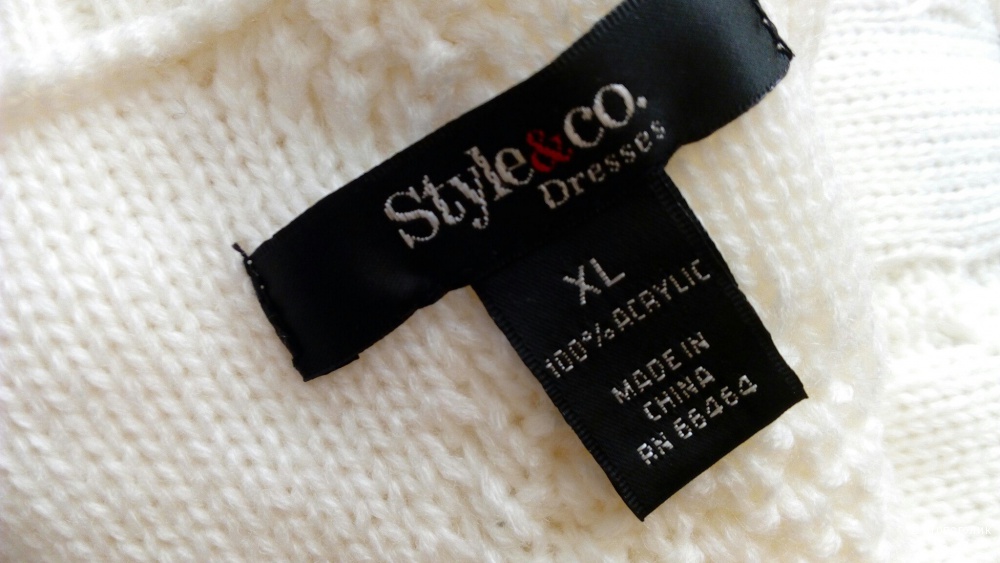 Style&co.
Dresses
XL
100% ACRYLIC
MADE IN
CHINA
RN 66464